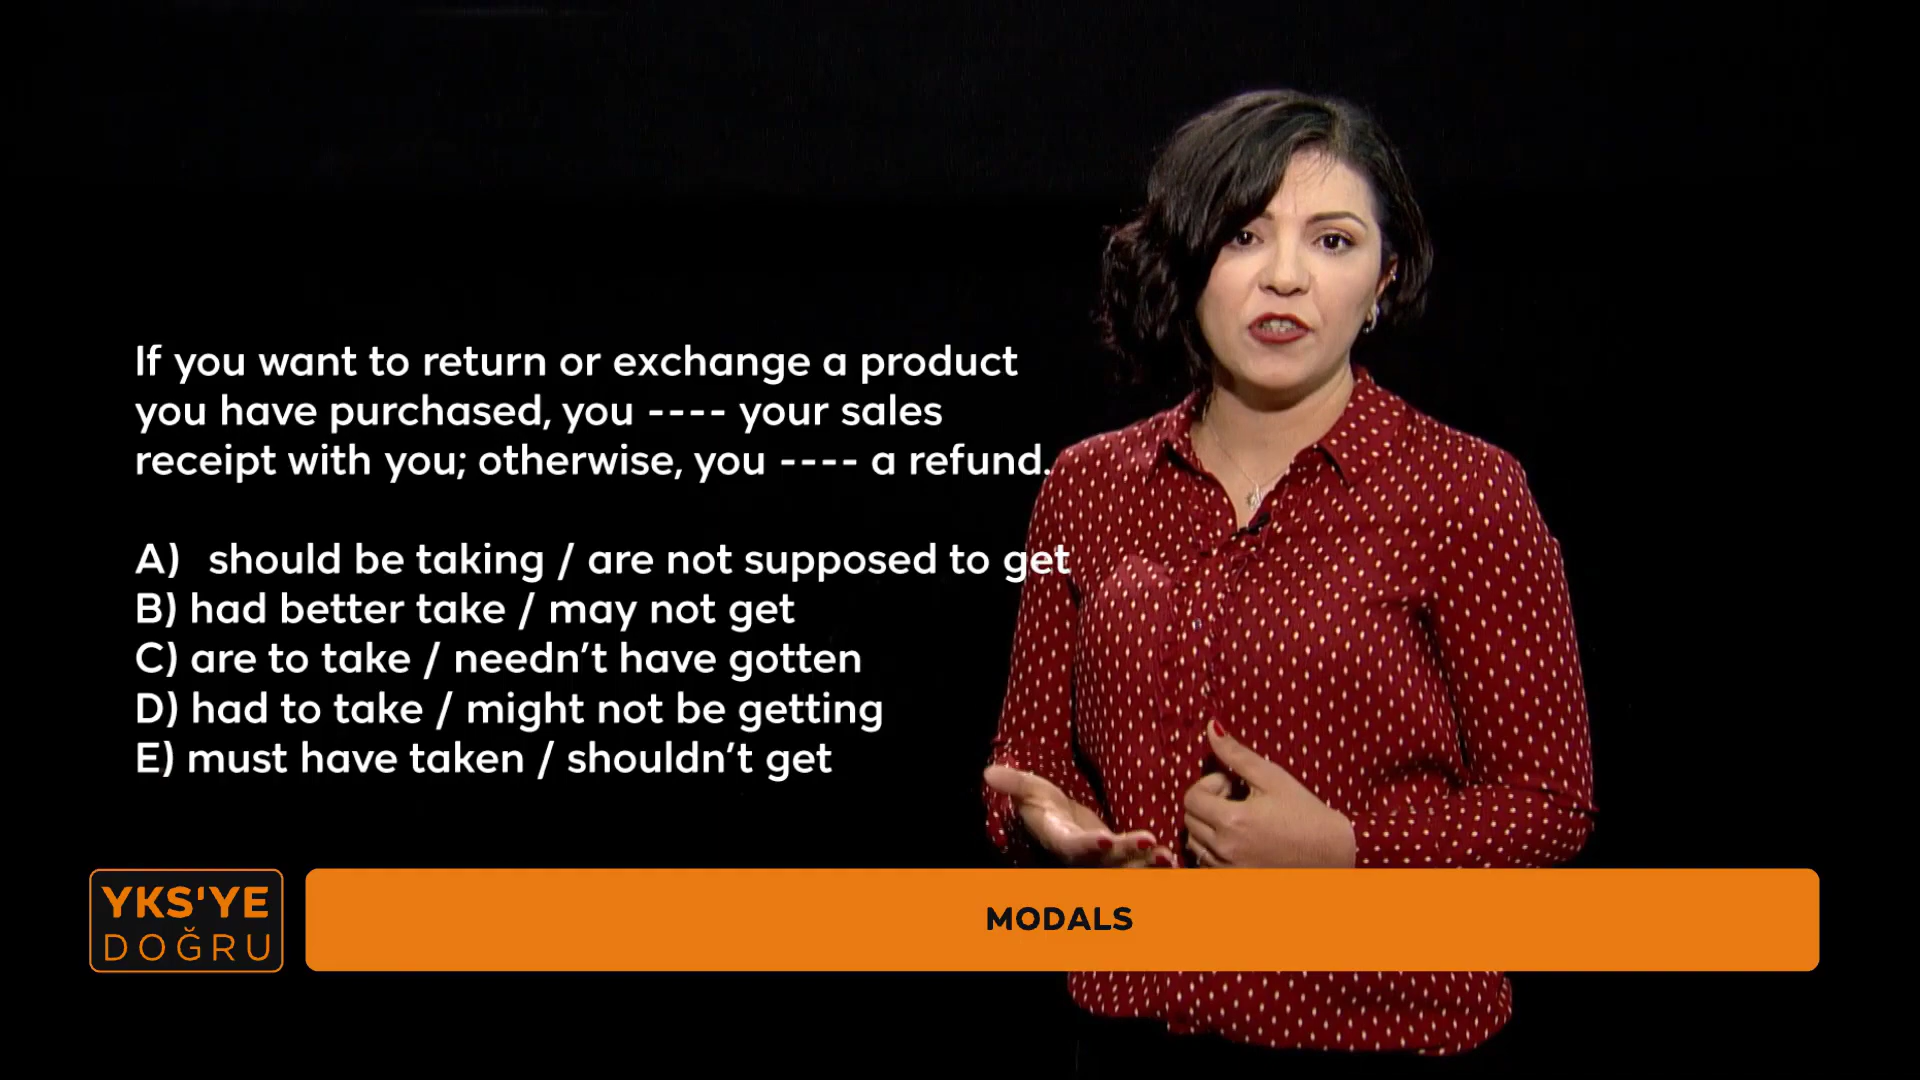 If you want to return or exchange a product
you have purchased, you ---- your sales
receipt with you; otherwise, you ---- a refund.
A) should be taking / are not supposed to get
B) had better take / may not get
C) are to take / needn’t have gotten
D) had to take / might not be getting
E) must have taken / shouldn’t get
YKS'YE
DOĞRU
MODALS